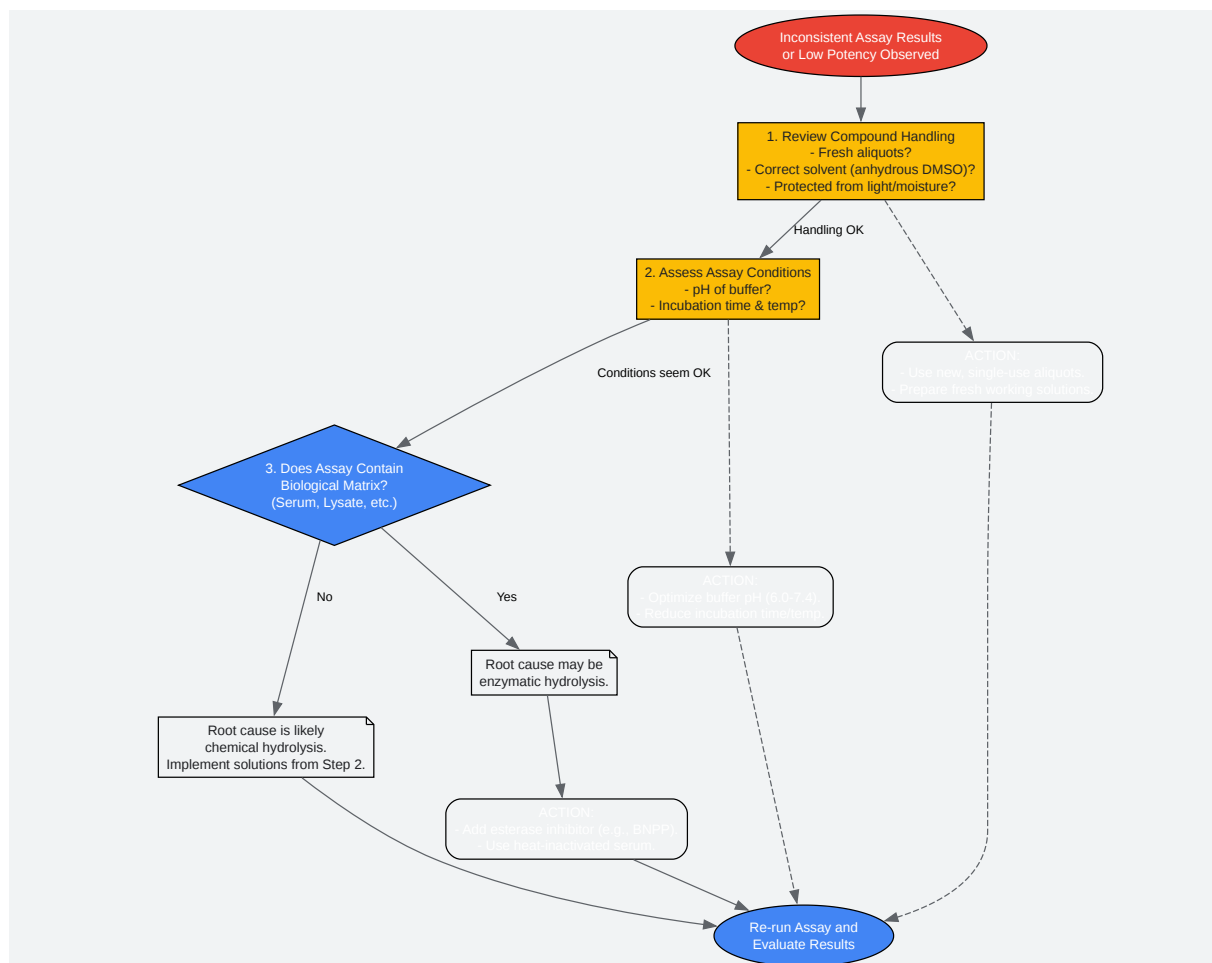 Inconsistent Assay Results
or Low Potency Observed
1. Review Compound Handling
- Fresh aliquots?
- Correct solvent (anhydrous DMSO)?
- Protected from light/moisture?
Handling OK
2. Assess Assay Conditions
- pH of buffer?
- Incubation time & temp?
ACTION:
- Use new, single-use aliquots.
- Prepare fresh working solutions.
Conditions seem OK
3. Does Assay Contain
Biological Matrix?
(Serum, Lysate, etc.)
No
Yes
ACTION:
- Optimize buffer pH (6.0-7.4).
- Reduce incubation time/temp.
Root cause may be
enzymatic hydrolysis.
Root cause is likely
chemical hydrolysis.
Implement solutions from Step 2.
ACTION:
- Add esterase inhibitor (e.g., BNPP).
- Use heat-inactivated serum.
Re-run Assay and
Evaluate Results